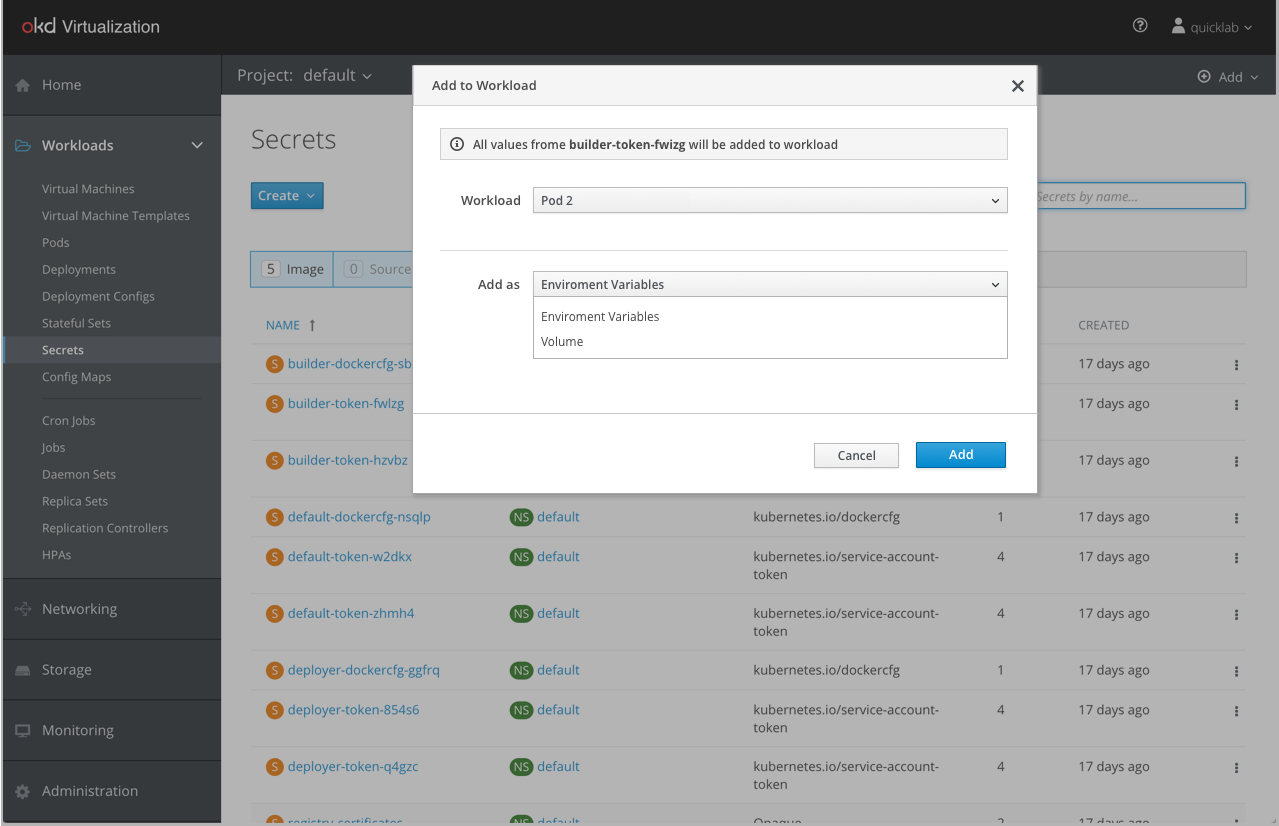 okd Virtualization
quicklab
Home
Project: default
Add
Workloads
Virtual Machines
Virtual Machine Templates
Pods
Deployments
Deployment Configs
Stateful Sets
Secrets
Config Maps
Cron Jobs
Jobs
Daemon Sets
Replica Sets
Replication Controllers
HPAs
Networking
Storage
Monitoring
Administration
Add to Workload
All values frome builder-token-fwizg will be added to workload
Workload Pod 2
Add as Enviroment Variables
Enviroment Variables
Volume
Cancel Add
Secrets
Create
Secrets by name...
5 Image 0 Source
NAME CREATED
S builder-dockercfg-sb 17 days ago
S builder-token-fwlzg 17 days ago
S builder-token-hzvbz 17 days ago
S default-dockercfg-nsqlp NS default kubernetes.io/dockercfg 1 17 days ago
S default-token-w2dkx NS default kubernetes.io/service-account- 4 17 days ago
token
S default-token-zhmh4 NS default kubernetes.io/service-account- 4 17 days ago
token
S deployer-dockercfg-ggfrq NS default kubernetes.io/dockercfg 1 17 days ago
S deployer-token-854s6 NS default kubernetes.io/service-account- 4 17 days ago
token
S deployer-token-q4gzc NS default kubernetes.io/service-account- 4 17 days ago
token
S registry-certificates NS default Opaque 17 days ago